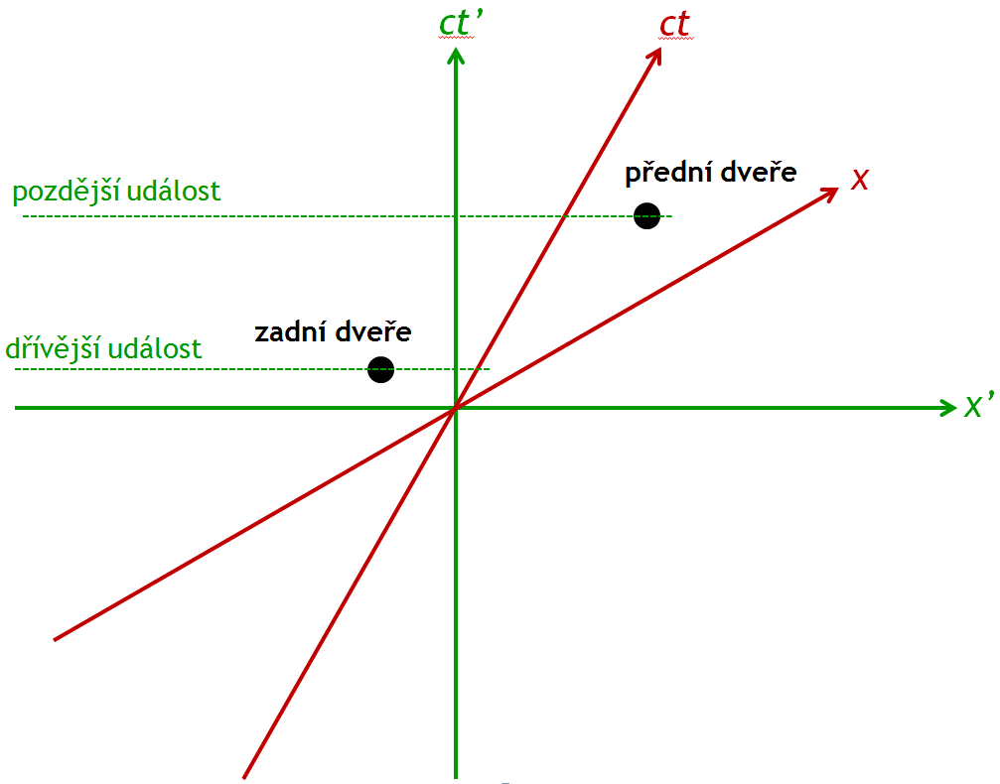 ct’
ct
přední dveře
x
pozdější událost
zadní dveře
dřívější událost
x’